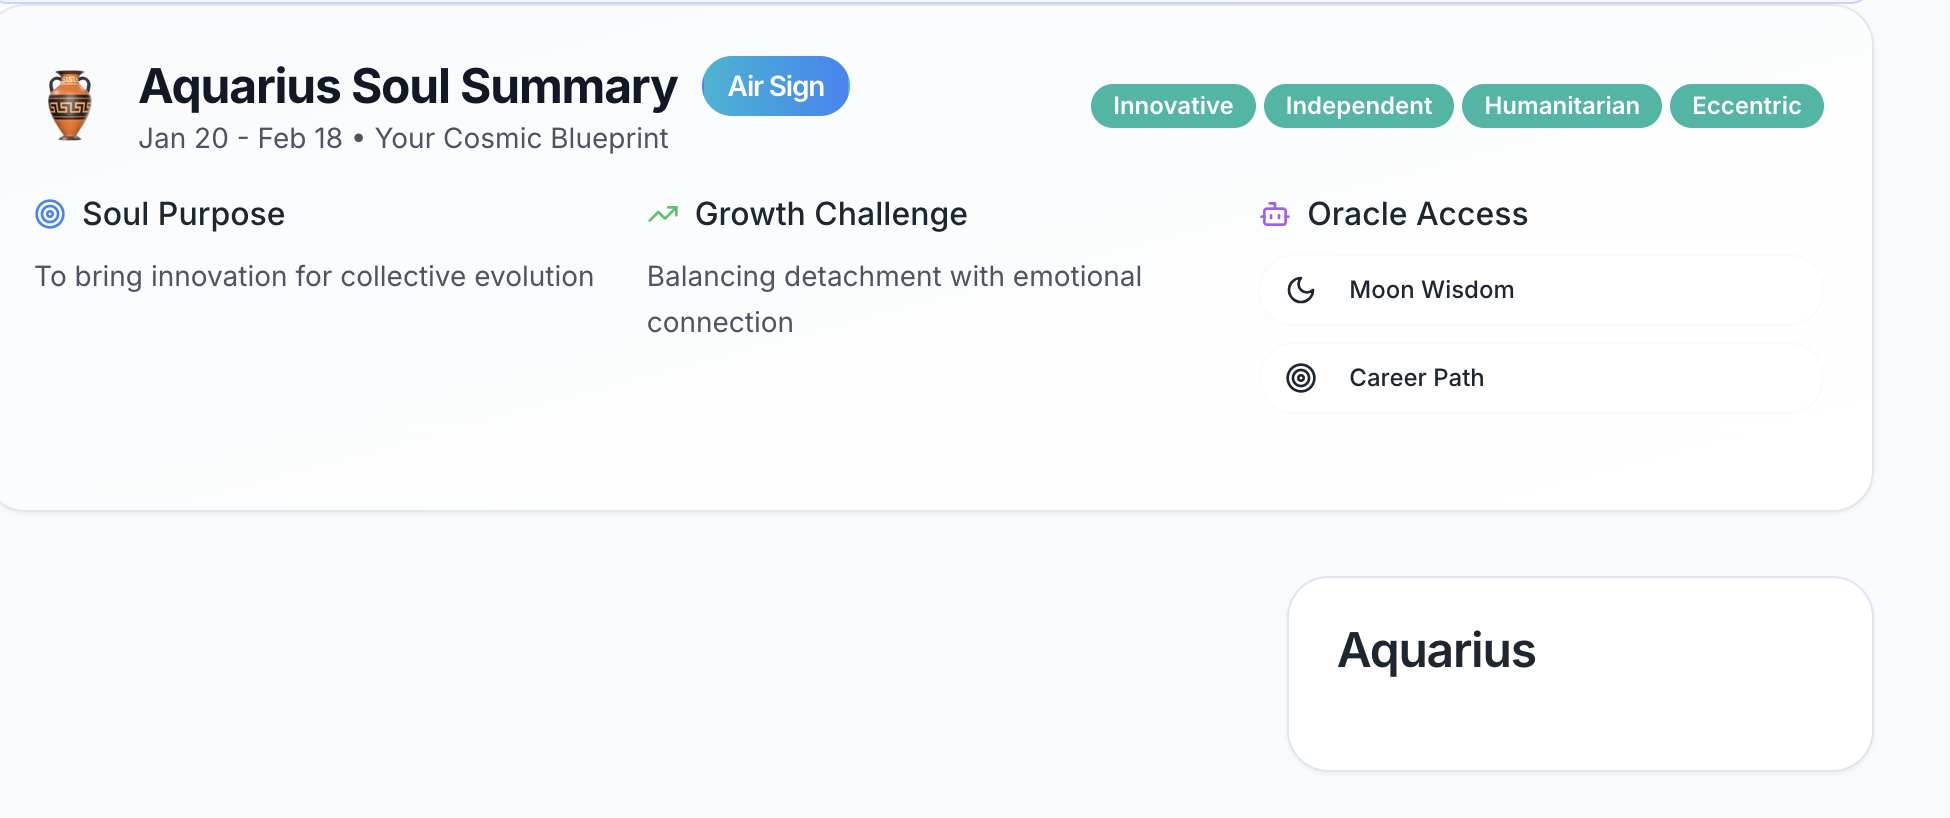 Aquarius Soul Summary
Air Sign
Jan 20 - Feb 18 • Your Cosmic Blueprint
Innovative
Independent
Humanitarian
Eccentric
Soul Purpose
To bring innovation for collective evolution
Growth Challenge
Balancing detachment with emotional
connection
Oracle Access
Moon Wisdom
Career Path
Aquarius